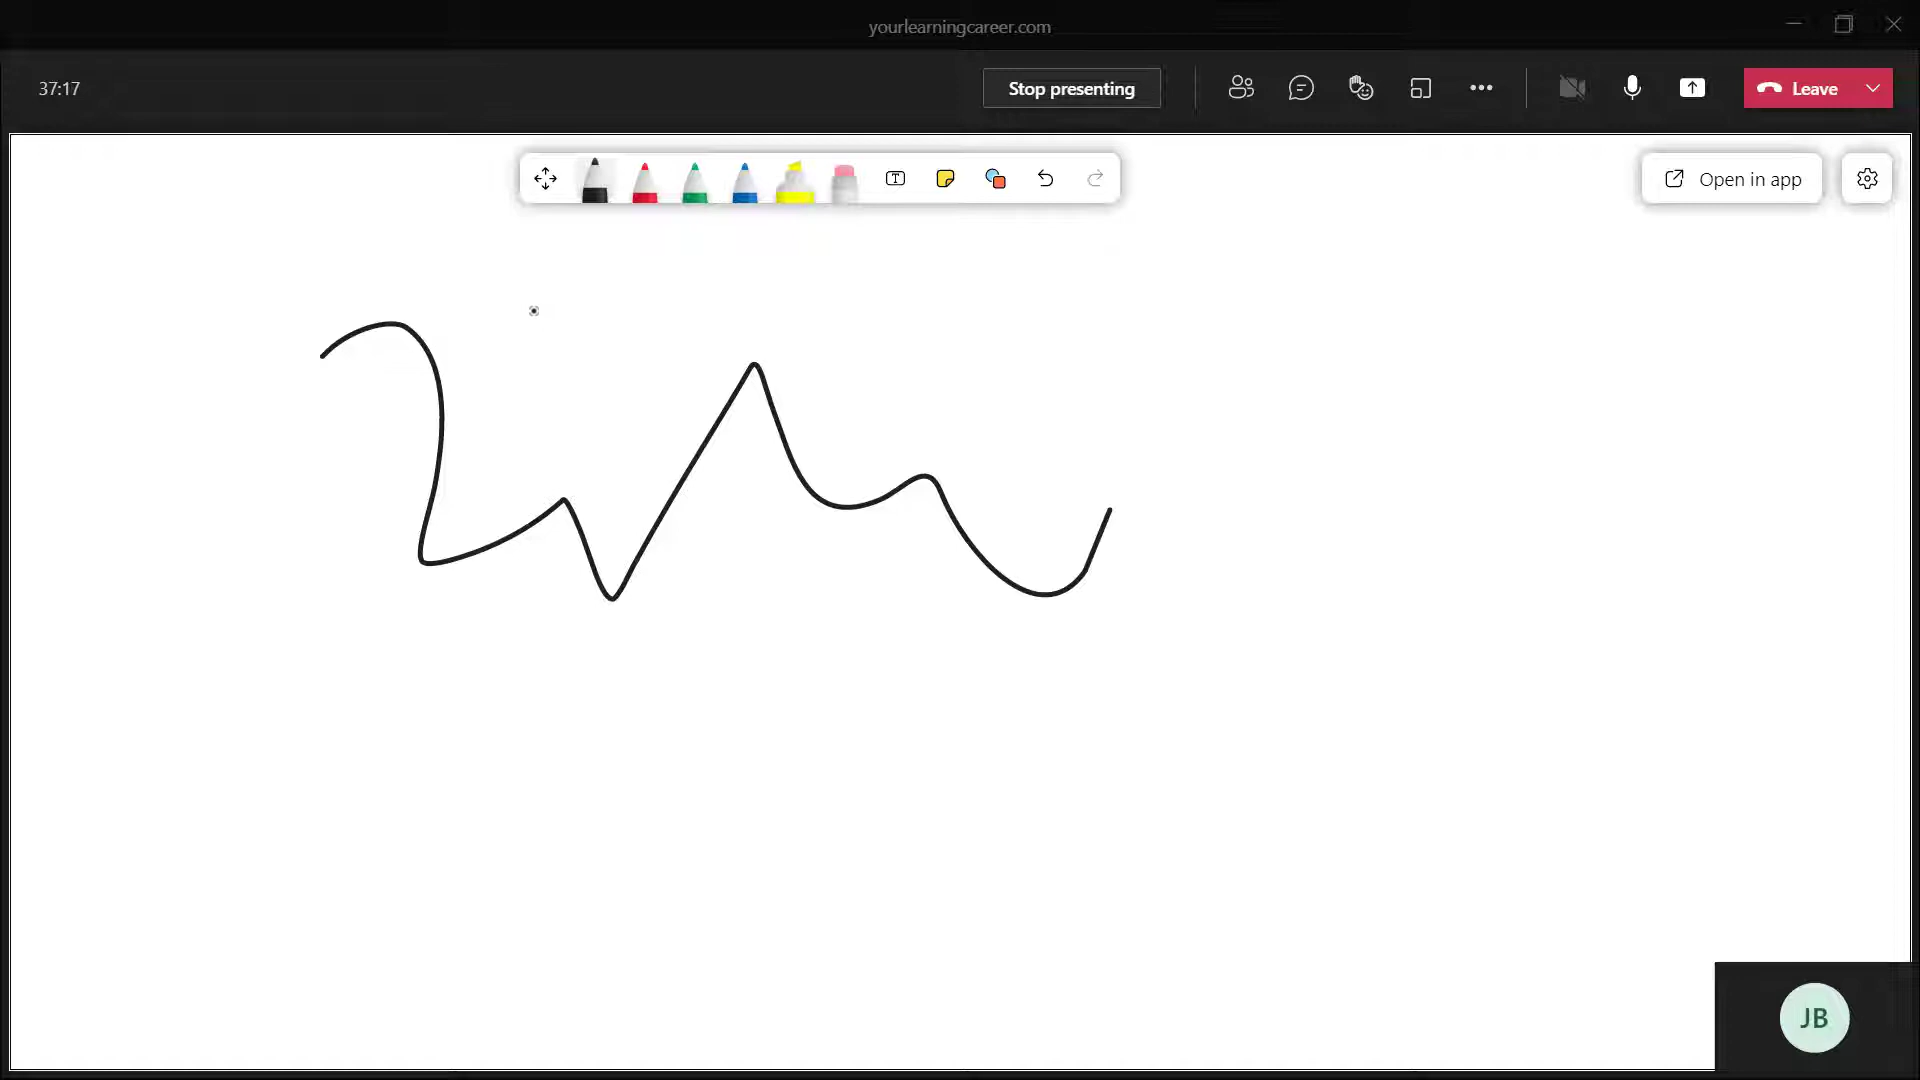 yourlearningcareer.com
37:17
Stop presenting
Leave
Open in app
JB